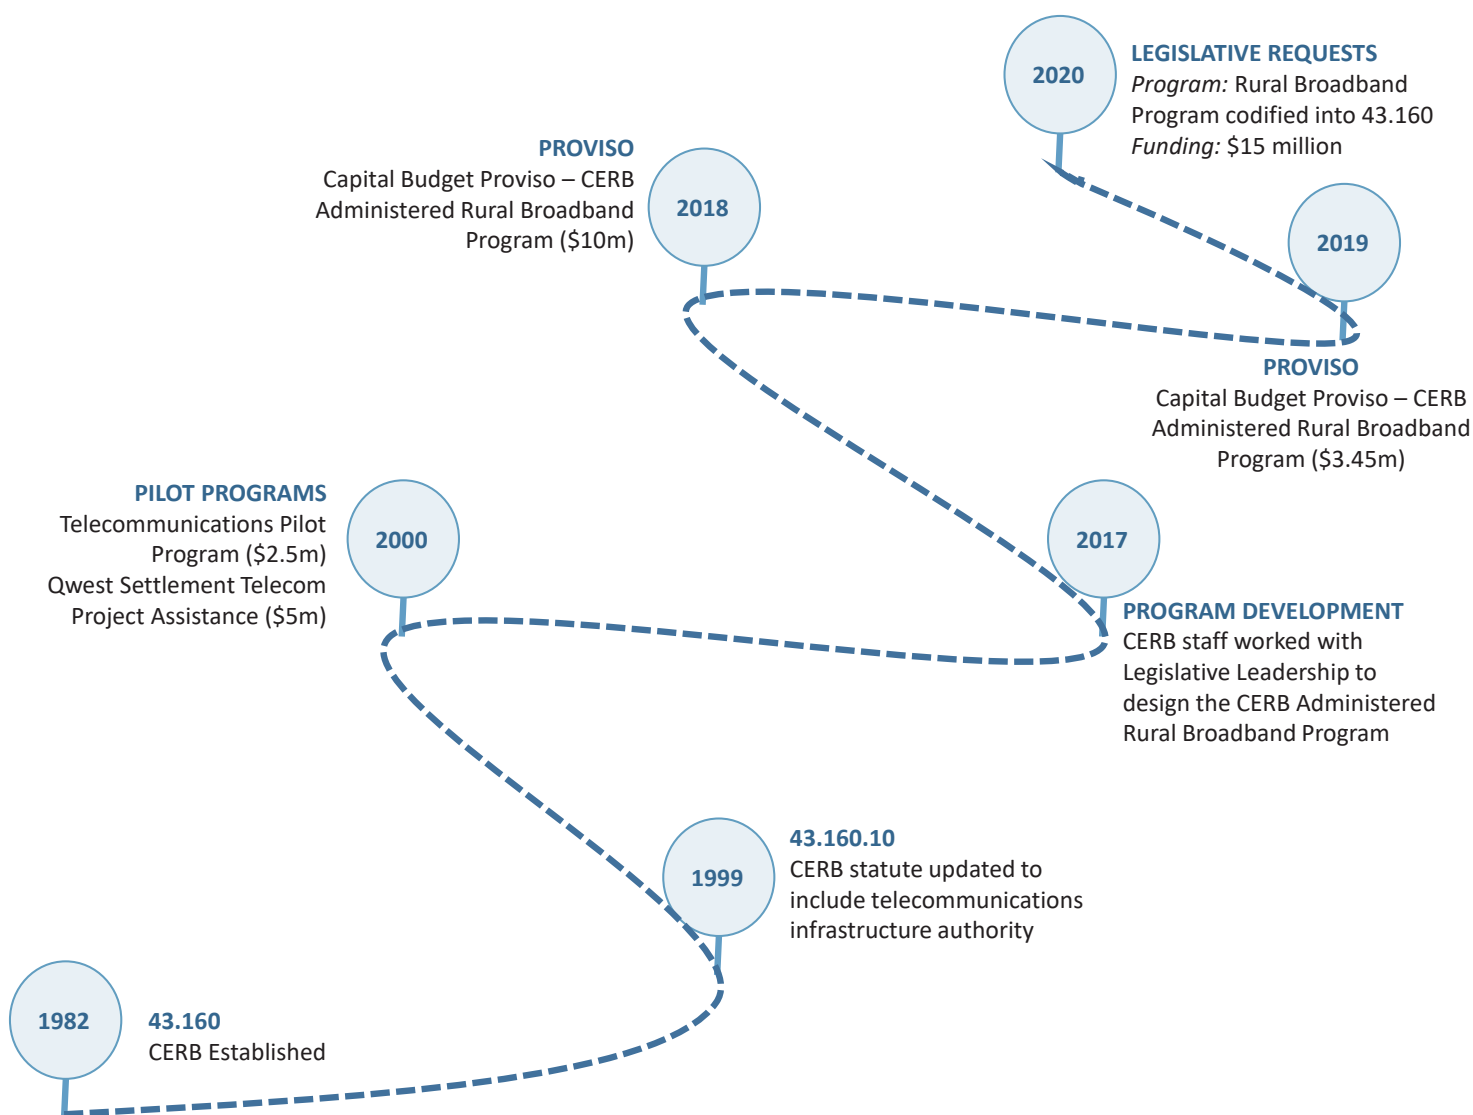 2020
LEGISLATIVE REQUESTS
Program: Rural Broadband
Program codified into 43.160
Funding: $15 million
PROVISO
Capital Budget Proviso – CERB
Administered Rural Broadband
Program ($10m)
2018
2019
PROVISO
Capital Budget Proviso – CERB
Administered Rural Broadband
Program ($3.45m)
PILOT PROGRAMS
Telecommunications Pilot
Program ($2.5m)
Qwest Settlement Telecom
Project Assistance ($5m)
2000
2017
PROGRAM DEVELOPMENT
CERB staff worked with
Legislative Leadership to
design the CERB Administered
Rural Broadband Program
1999
43.160.10
CERB statute updated to
include telecommunications
infrastructure authority
1982
43.160
CERB Established